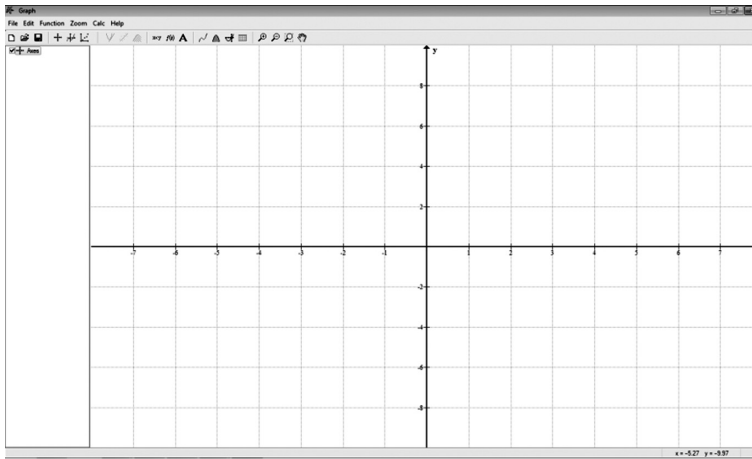 Graph
File Edit Function Zoom Calc Help
x=y f(x) A
Axes
y
8
6
4
2
-7 -6 -5 -4 -3 -2 -1 1 2 3 4 5 6 7
-2
-4
-6
-8
x = -5.27 y = -9.97